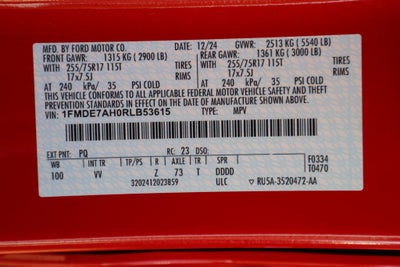 MFD. BY FORD MOTOR CO.
12/24 GVWR: 2513 KG ( 5540 LB)
FRONT GAWR: 1315 KG ( 2900 LB) REAR GAWR: 1361 KG ( 3000 LB)
WITH 255/75R17 115T TIRES WITH 255/75R17 115T TIRES
17x7.5J RIMS 17x7.5J RIMS
AT 240 kPa/ 35 PSI COLD AT 240 kPa/ 35 PSI COLD
THIS VEHICLE CONFORMS TO ALL APPLICABLE FEDERAL MOTOR VEHICLE SAFETY AND THEFT PREVENTION STANDARDS IN EFFECT ON THE DATE OF MANUFACTURE SHOWN ABOVE.
VIN: 1FMDE7AH0RLB53615 TYPE: MPV
EXT PNT: PQ RC: 23 DSO: F0334
WB INT TR TP/PS R AXLE TR SPR T0470
100 VV Z 73 T DDDD
3202412023859 ULC RU5A-3520472-AA